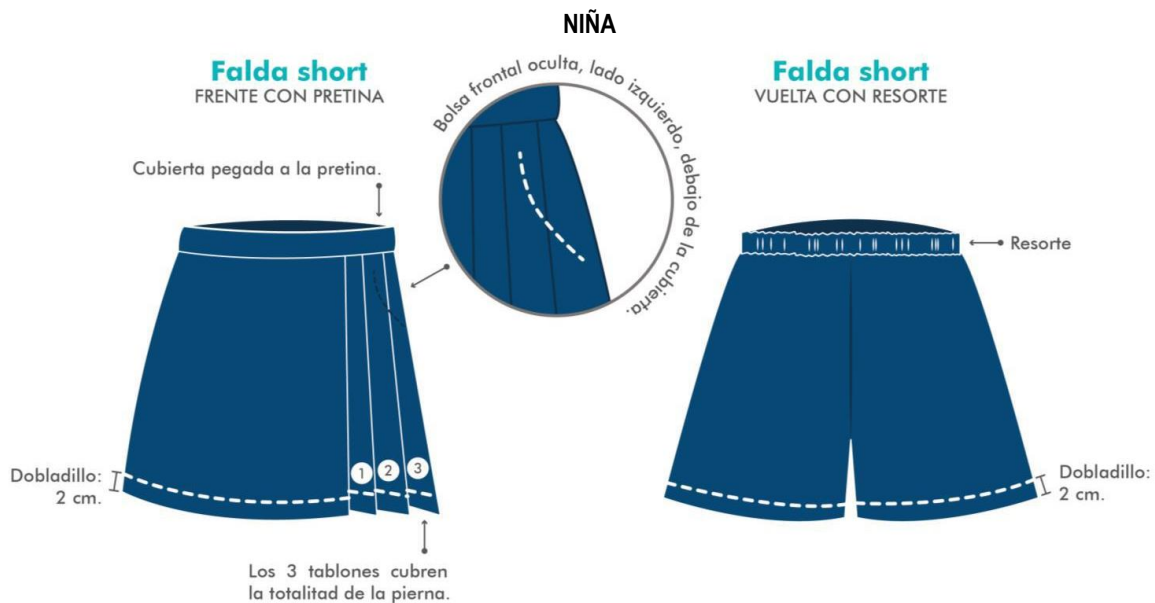 NIÑA
Falda short
FRENTE CON PRETINA
Cubierta pegada a la pretina.
Bolsa frontal oculta, lado izquierdo, debajo de la cubierta.
Falda short
VUELTA CON RESORTE
Resorte
1 2 3
Dobladillo:
2 cm.
Dobladillo:
2 cm.
Los 3 tablones cubren
la totalitad de la pierna.